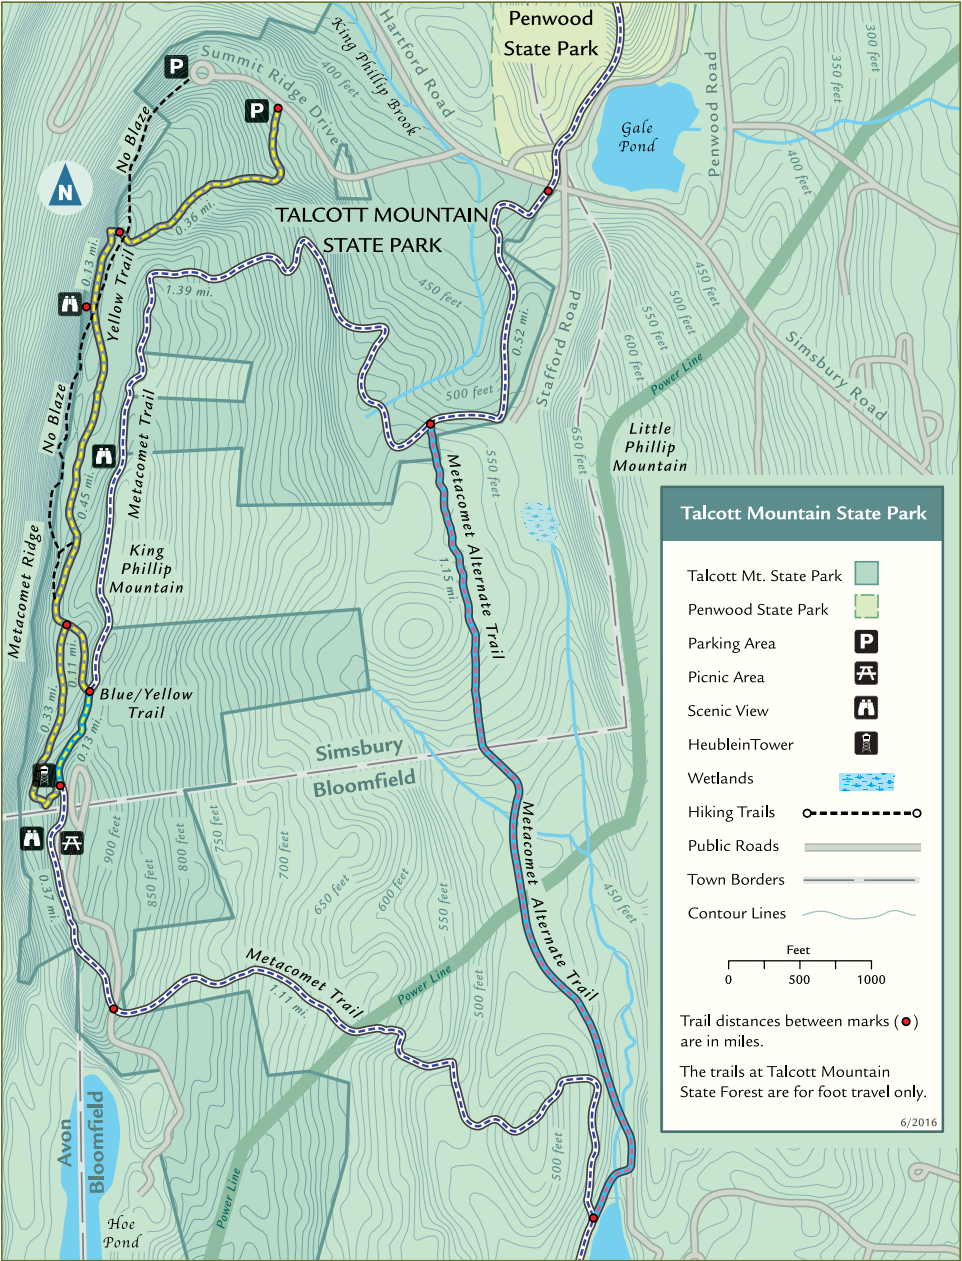 Penwood
State Park
Hartford Road
King Phillip Brook
300 feet
350 feet
P
Summit Ridge Drive
400 feet
Penwood Road
P
No Blaze
Gale
Pond
400 feet
N
0.36 mi.
TALCOTT MOUNTAIN
STATE PARK
0.13 mi.
Yellow Trail
1.39 mi.
450 feet
450 feet
500 feet
550 feet
600 feet
0.52 mi.
Stafford Road
Simsbury Road
Power Line
500 feet
No Blaze
Metacomet Trail
650 feet
Little
Phillip
Mountain
0.45 mi.
550 feet
Metacomet Alternate Trail
1.15 mi.
Metacomet Ridge
King
Phillip
Mountain
0.11 mi.
0.33 mi.
Blue/Yellow
Trail
0.13 mi.
Simsbury
Bloomfield
900 feet
850 feet
800 feet
750 feet
700 feet
650 feet
600 feet
550 feet
Metacomet Alternate Trail
450 feet
0.37 mi.
Metacomet Trail
1.11 mi.
Power Line
500 feet
500 feet
Avon
Bloomfield
Power Line
Hoe
Pond
Talcott Mountain State Park
Talcott Mt. State Park
Penwood State Park
Parking Area
P
Picnic Area
Scenic View
HeubleinTower
Wetlands
Hiking Trails
Public Roads
Town Borders
Contour Lines
Feet
0 500 1000
Trail distances between marks ( )
are in miles.
The trails at Talcott Mountain
State Forest are for foot travel only.
6/2016